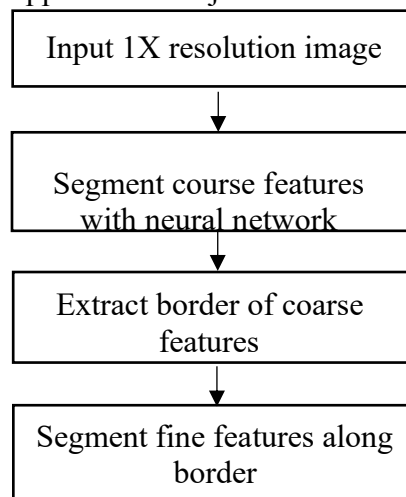 Input 1X resolution image
Segment course features
with neural network
Extract border of coarse
features
Segment fine features along
border